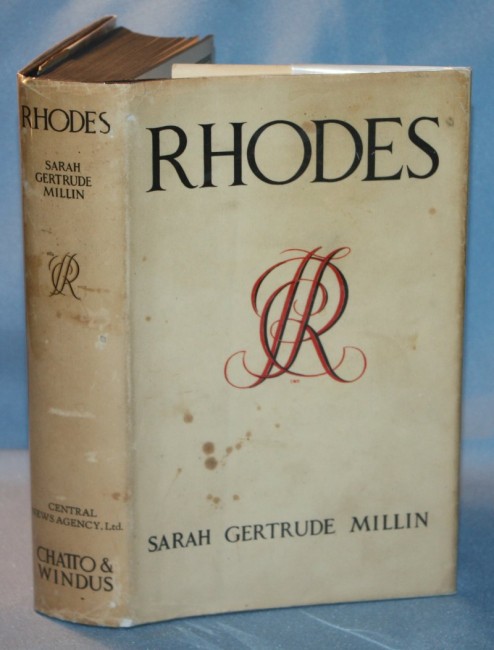 RHODES
SARAH
GERTRUDE
MILLIN
CENTRAL
NEWS AGENCY, Ltd.
CHATTO &
WINDUS
RHODES
SARAH GERTRUDE MILLIN